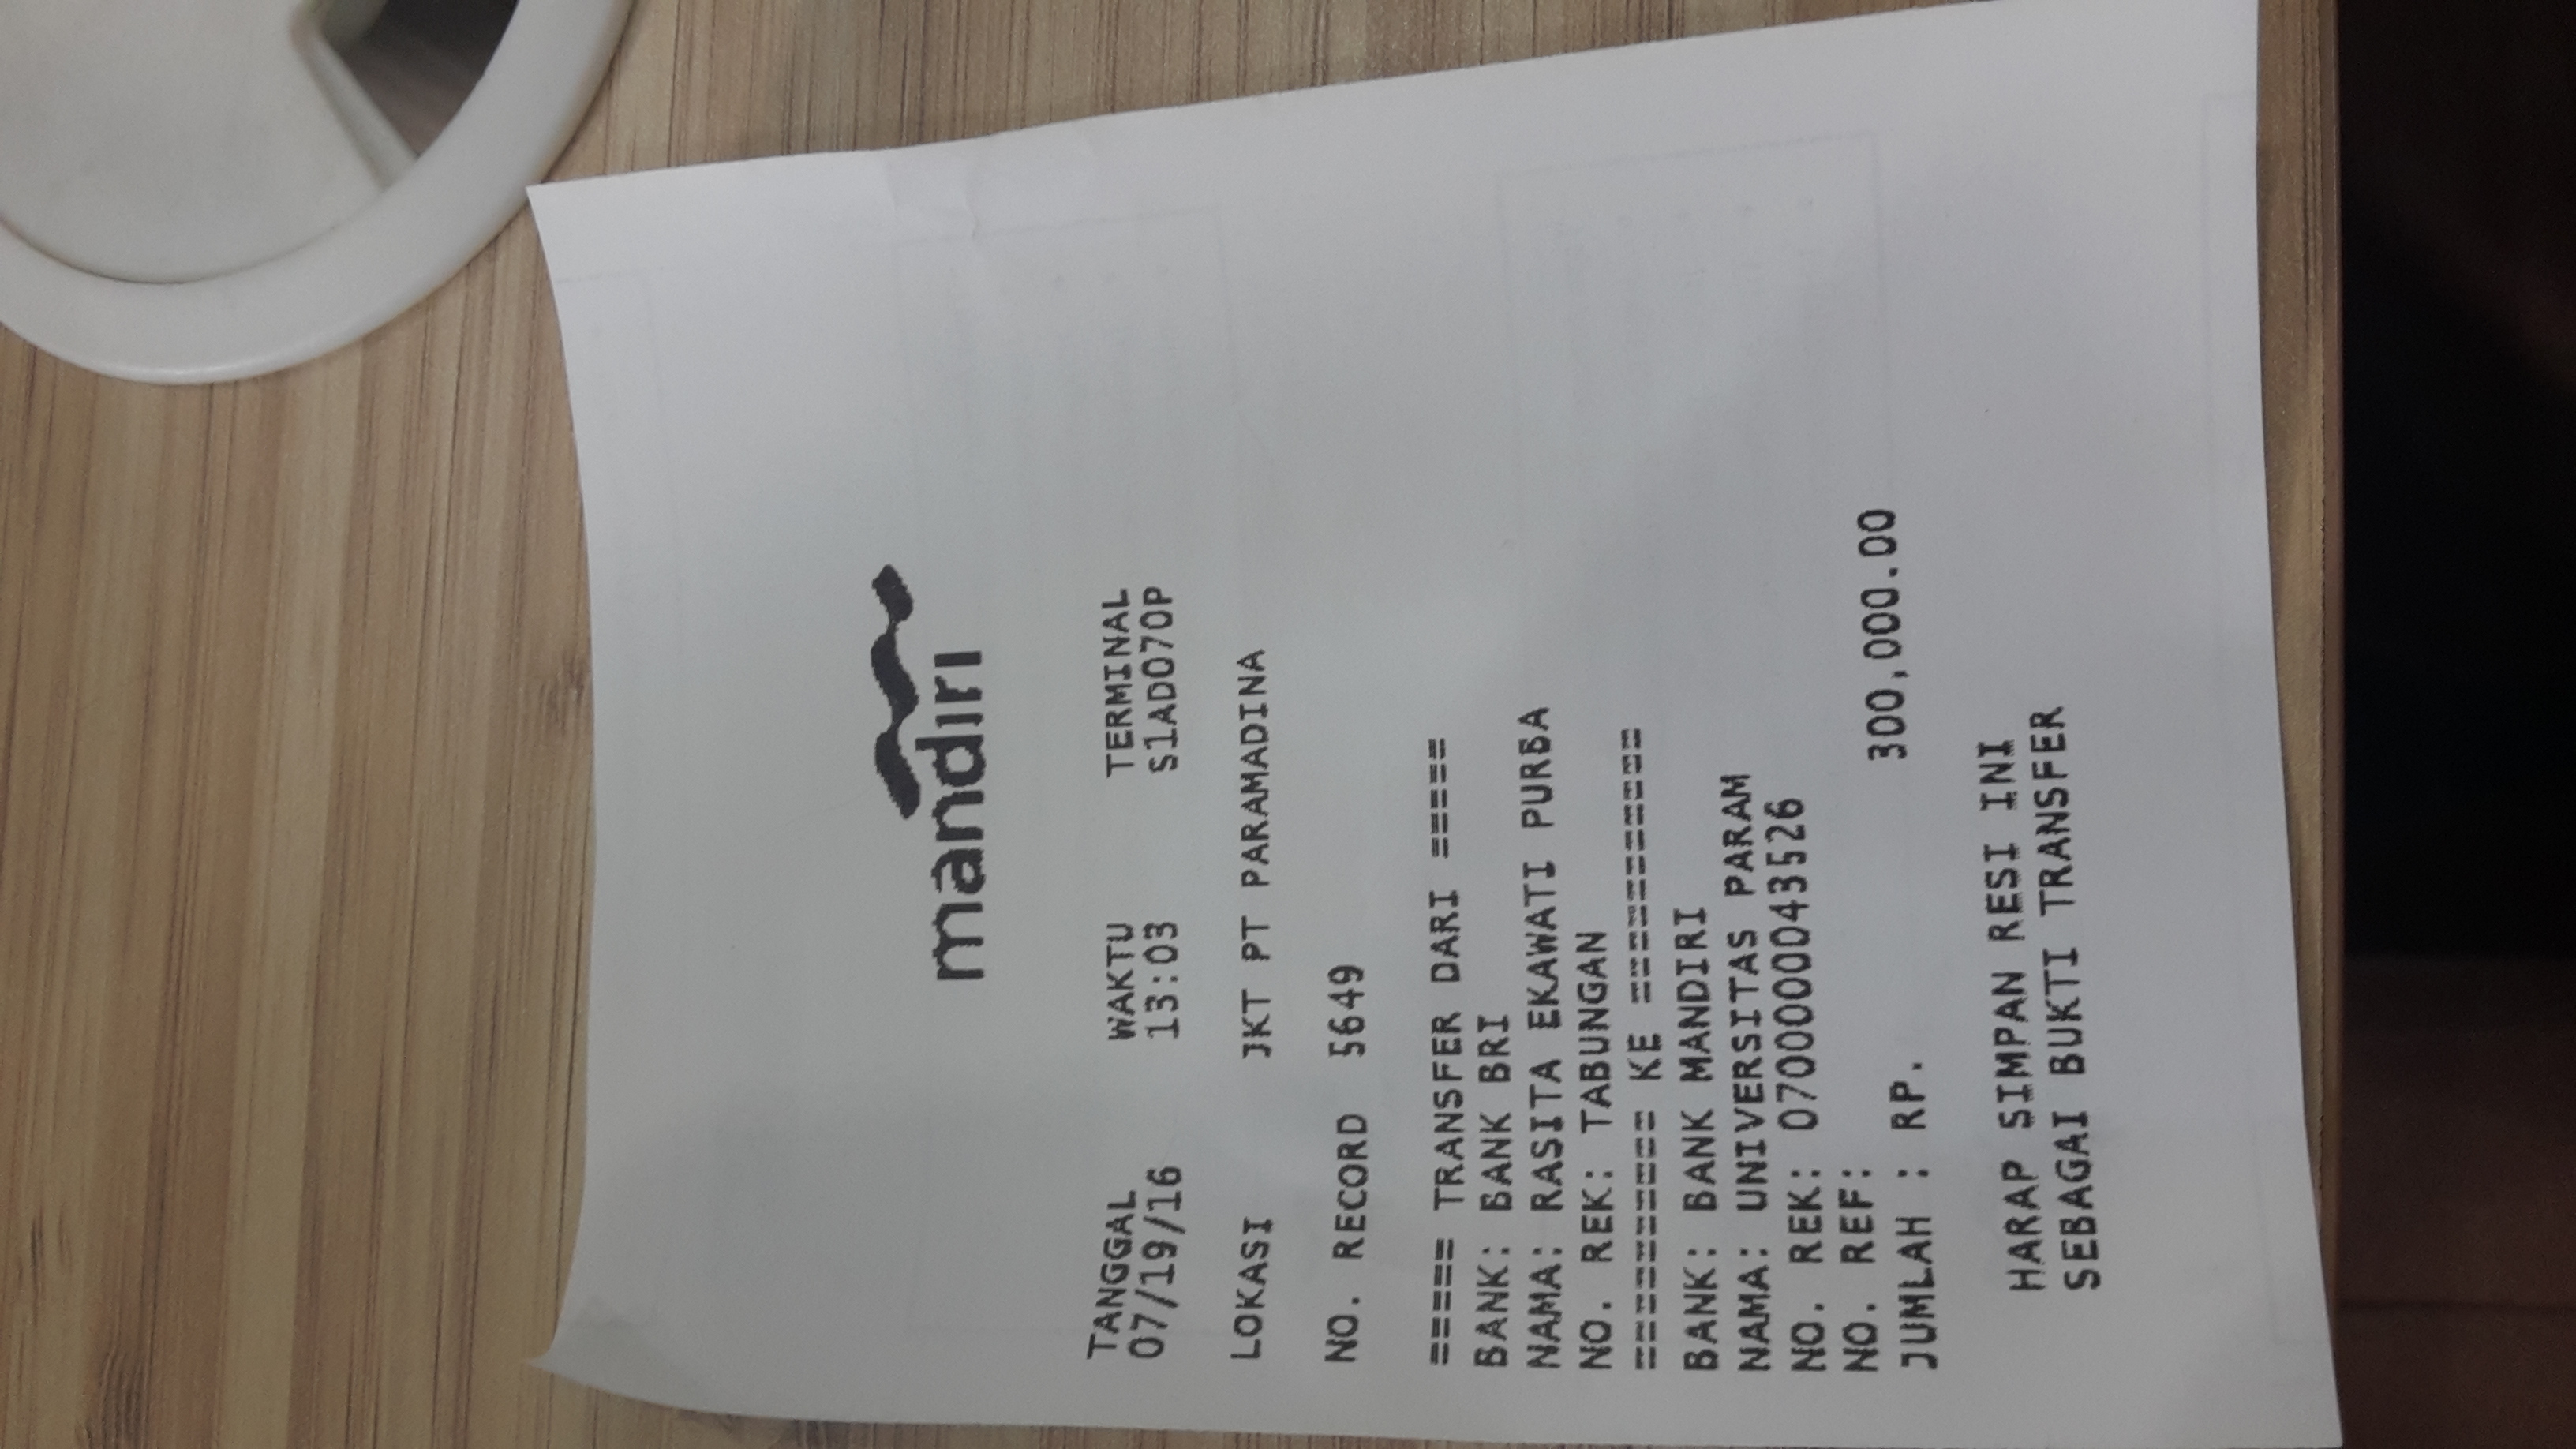 mandiri
TANGGAL WAKTU TERMINAL
07/19/16 13:03 S1AD070P
LOKASI JKT PT PARAMADINA
NO. RECORD 5649
===== TRANSFER DARI =====
BANK: BANK BRI
NAMA: RASITA EKAWATI PURBA
NO. REK: TABUNGAN
========== KE ===========
BANK: BANK MANDIRI
NAMA: UNIVERSITAS PARAM
NO. REK: 0700000043526
NO. REF:
JUMLAH : RP. 300,000.00
HARAP SIMPAN RESI INI
SEBAGAI BUKTI TRANSFER